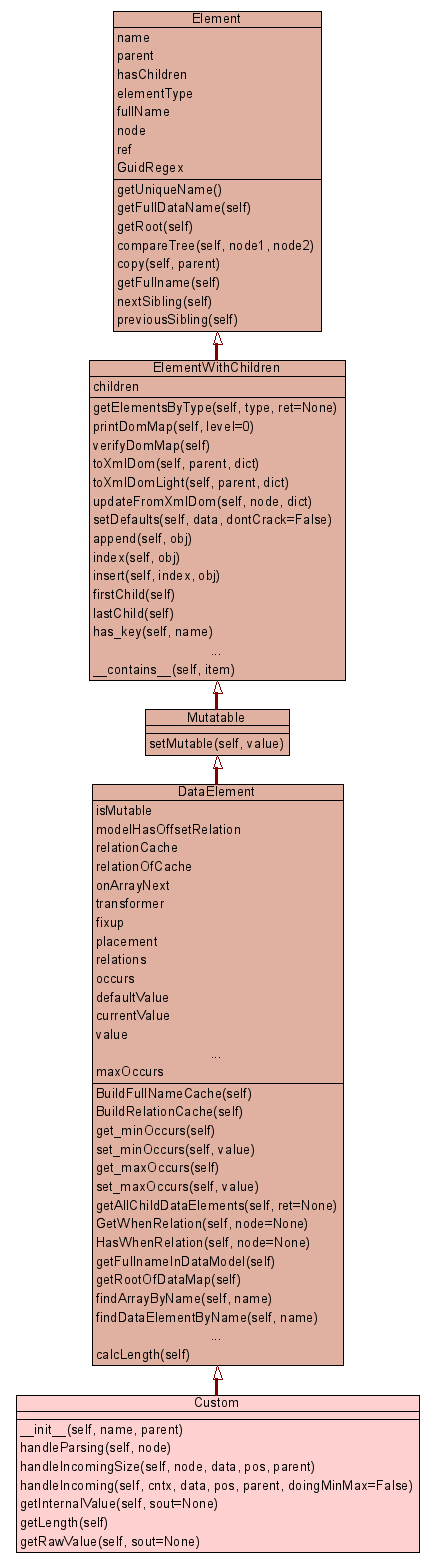 Element
name
parent
hasChildren
elementType
fullName
node
ref
GuidRegex
getUniqueName()
getFullDataName(self)
getRoot(self)
compareTree(self, node1, node2)
copy(self, parent)
getFullname(self)
nextSibling(self)
previousSibling(self)
ElementWithChildren
children
getElementsByType(self, type, ret=None)
printDomMap(self, level=0)
verifyDomMap(self)
toXmlDom(self, parent, dict)
toXmlDomLight(self, parent, dict)
updateFromXmlDom(self, node, dict)
setDefaults(self, data, dontCrack=False)
append(self, obj)
index(self, obj)
insert(self, index, obj)
firstChild(self)
lastChild(self)
has_key(self, name)
...
__contains__(self, item)
Mutatable
setMutable(self, value)
DataElement
isMutable
modelHasOffsetRelation
relationCache
relationOfCache
onArrayNext
transformer
fixup
placement
relations
occurs
defaultValue
currentValue
value
...
maxOccurs
BuildFullNameCache(self)
BuildRelationCache(self)
get_minOccurs(self)
set_minOccurs(self, value)
get_maxOccurs(self)
set_maxOccurs(self, value)
getAllChildDataElements(self, ret=None)
GetWhenRelation(self, node=None)
HasWhenRelation(self, node=None)
getFullnameInDataModel(self)
getRootOfDataMap(self)
findArrayByName(self, name)
findDataElementByName(self, name)
...
calcLength(self)
Custom
__init__(self, name, parent)
handleParsing(self, node)
handleIncomingSize(self, node, data, pos, parent)
handleIncoming(self, cntx, data, pos, parent, doingMinMax=False)
getInternalValue(self, sout=None)
getLength(self)
getRawValue(self, sout=None)